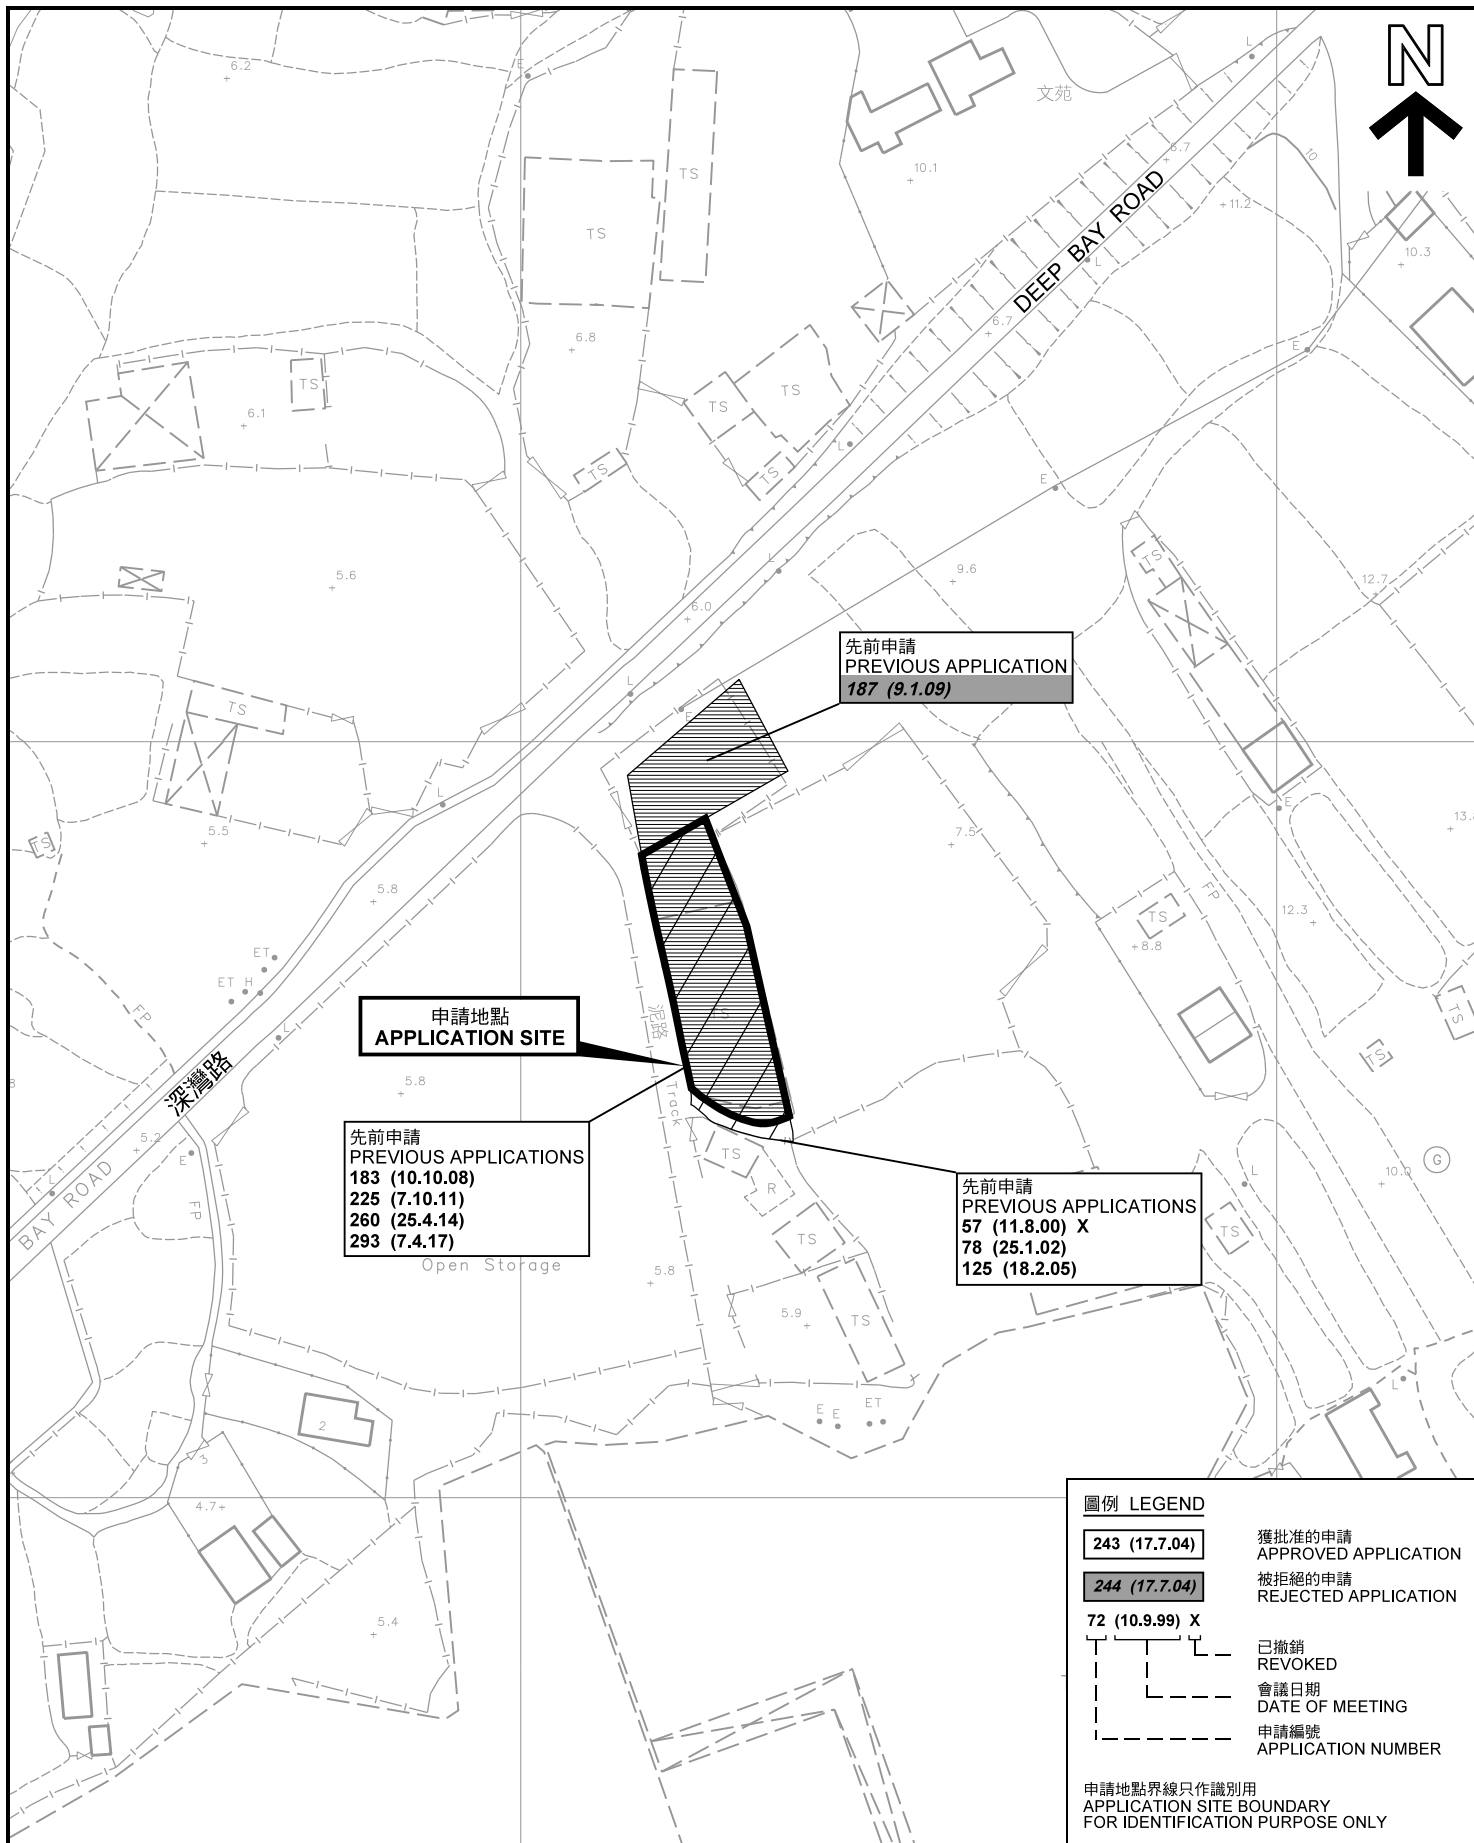 N
6.2
E
L
文苑
TS
10.1
6.7
10
11.2
TS
DEEP BAY ROAD
L
10.3
6.8
6.7
E
TS
TS
TS
6.1
L
TS
TS
E
5.6
9.6
TS
12.7
L
6.0
先前申請
PREVIOUS APPLICATION
187 (9.1.09)
L
TS
E
L
E
5.5
7.5
13.
TS
5.8
FP
TS
12.3
8.8
ET
ET H
FP
L
TS
泥路
TS
申請地點
APPLICATION SITE
TS
深灣路
5.8
Track
5.2
E
先前申請
PREVIOUS APPLICATIONS
183 (10.10.08)
225 (7.10.11)
260 (25.4.14)
293 (7.4.17)
TS
R
先前申請
PREVIOUS APPLICATIONS
57 (11.8.00) X
78 (25.1.02)
125 (18.2.05)
L
10.0
G
L
BAY ROAD
FP
TS
TS
Open Storage
5.8
5.9
TS
E
E
ET
L
2
3
4.7
5.4
圖例 LEGEND
243 (17.7.04)
獲批准的申請
APPROVED APPLICATION
244 (17.7.04)
被拒絕的申請
REJECTED APPLICATION
72 (10.9.99) X
已撤銷
REVOKED
會議日期
DATE OF MEETING
申請編號
APPLICATION NUMBER
申請地點界線只作識別用
APPLICATION SITE BOUNDARY
FOR IDENTIFICATION PURPOSE ONLY